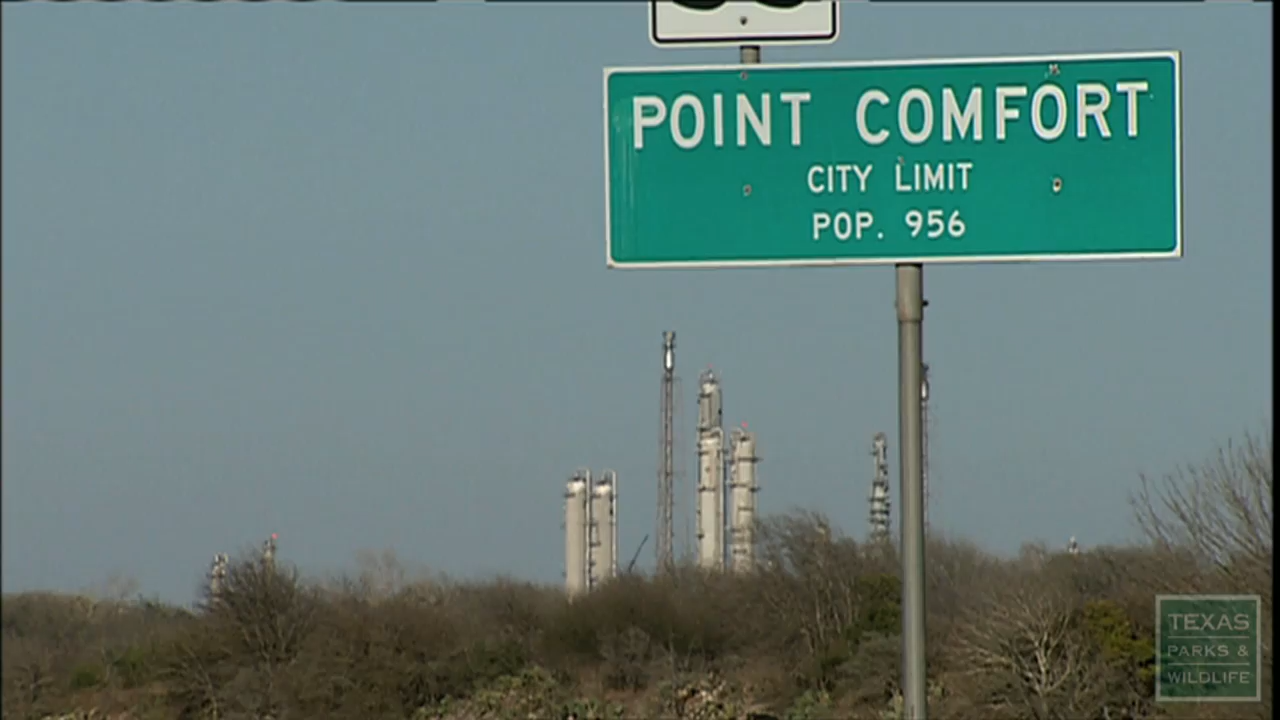 POINT COMFORT
CITY LIMIT
POP. 956
TEXAS
PARKS &
WILDLIFE